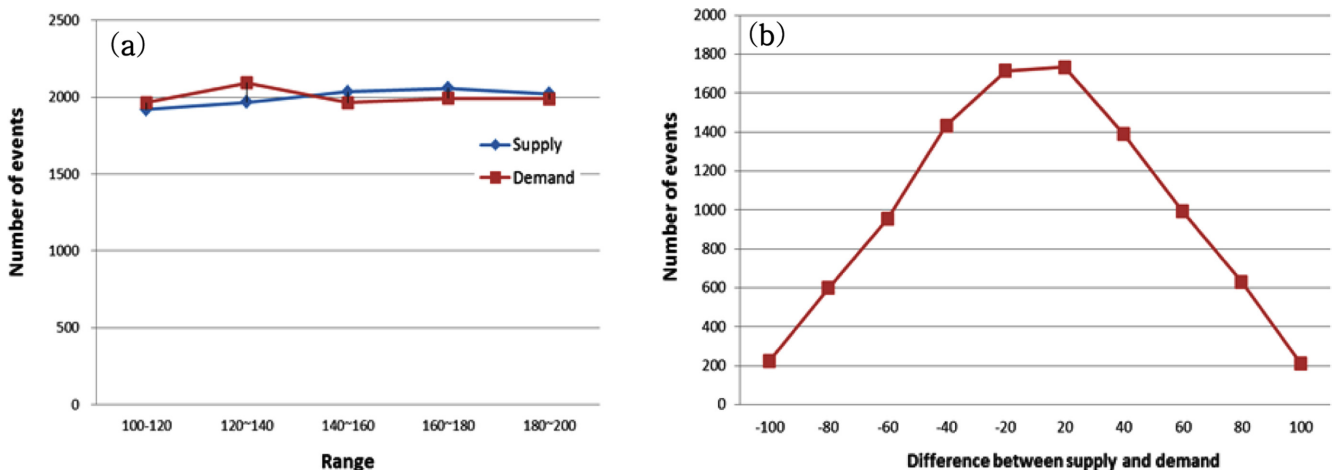 (a)
2500
2000
1500
1000
500
0
Number of events
Supply
Demand
100-120 120~140 140~160 160~180 180~200
Range
(b)
2000
1800
1600
1400
1200
1000
800
600
400
200
0
Number of events
-100 -80 -60 -40 -20 20 40 60 80 100
Difference between supply and demand